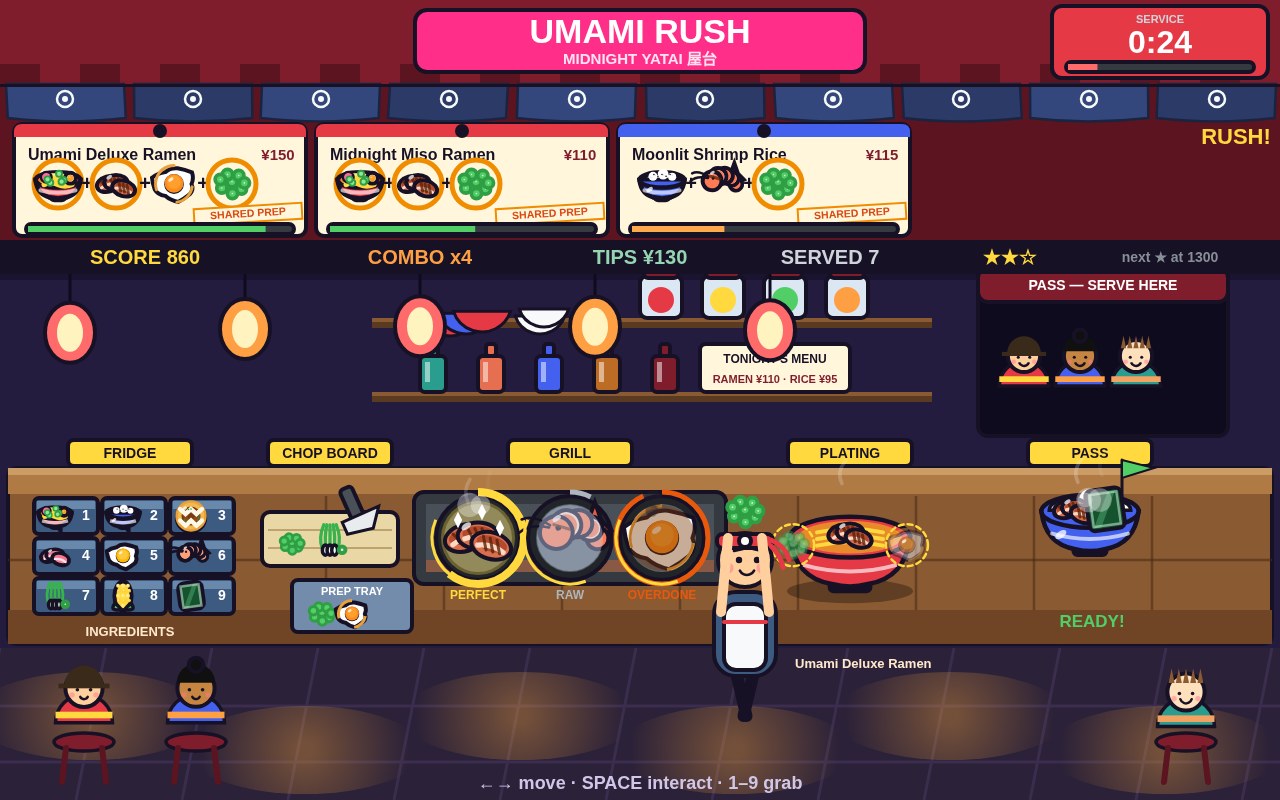 UMAMI RUSH
MIDNIGHT YATAI 屋台
SERVICE
0:24
RUSH!
Umami Deluxe Ramen ¥150
+ + +
SHARED PREP
Midnight Miso Ramen ¥110
+ +
SHARED PREP
Moonlit Shrimp Rice ¥115
+ +
SHARED PREP
SCORE 860 COMBO x4 TIPS ¥130 SERVED 7 ★★☆ next ★ at 1300
PASS — SERVE HERE
TONIGHT'S MENU
RAMEN ¥110 · RICE ¥95
FRIDGE CHOP BOARD GRILL PLATING PASS
1 2 3
4 5 6
7 8 9
INGREDIENTS
PREP TRAY
PERFECT RAW OVERDONE
READY!
Umami Deluxe Ramen
←→ move · SPACE interact · 1–9 grab